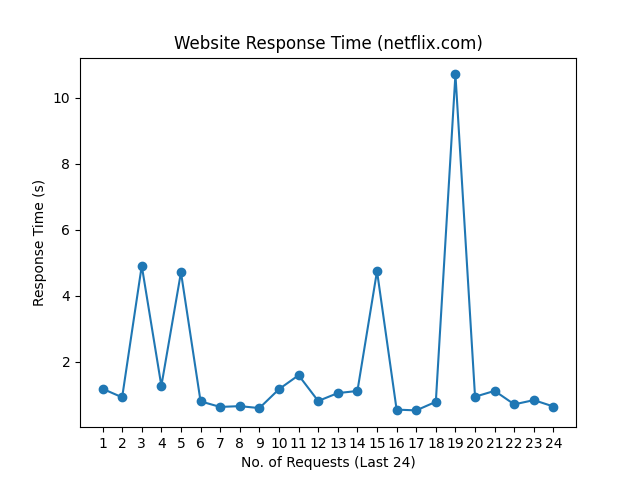 Website Response Time (netflix.com)
Response Time (s)
10
8
6
4
2
1 2 3 4 5 6 7 8 9 10 11 12 13 14 15 16 17 18 19 20 21 22 23 24
No. of Requests (Last 24)